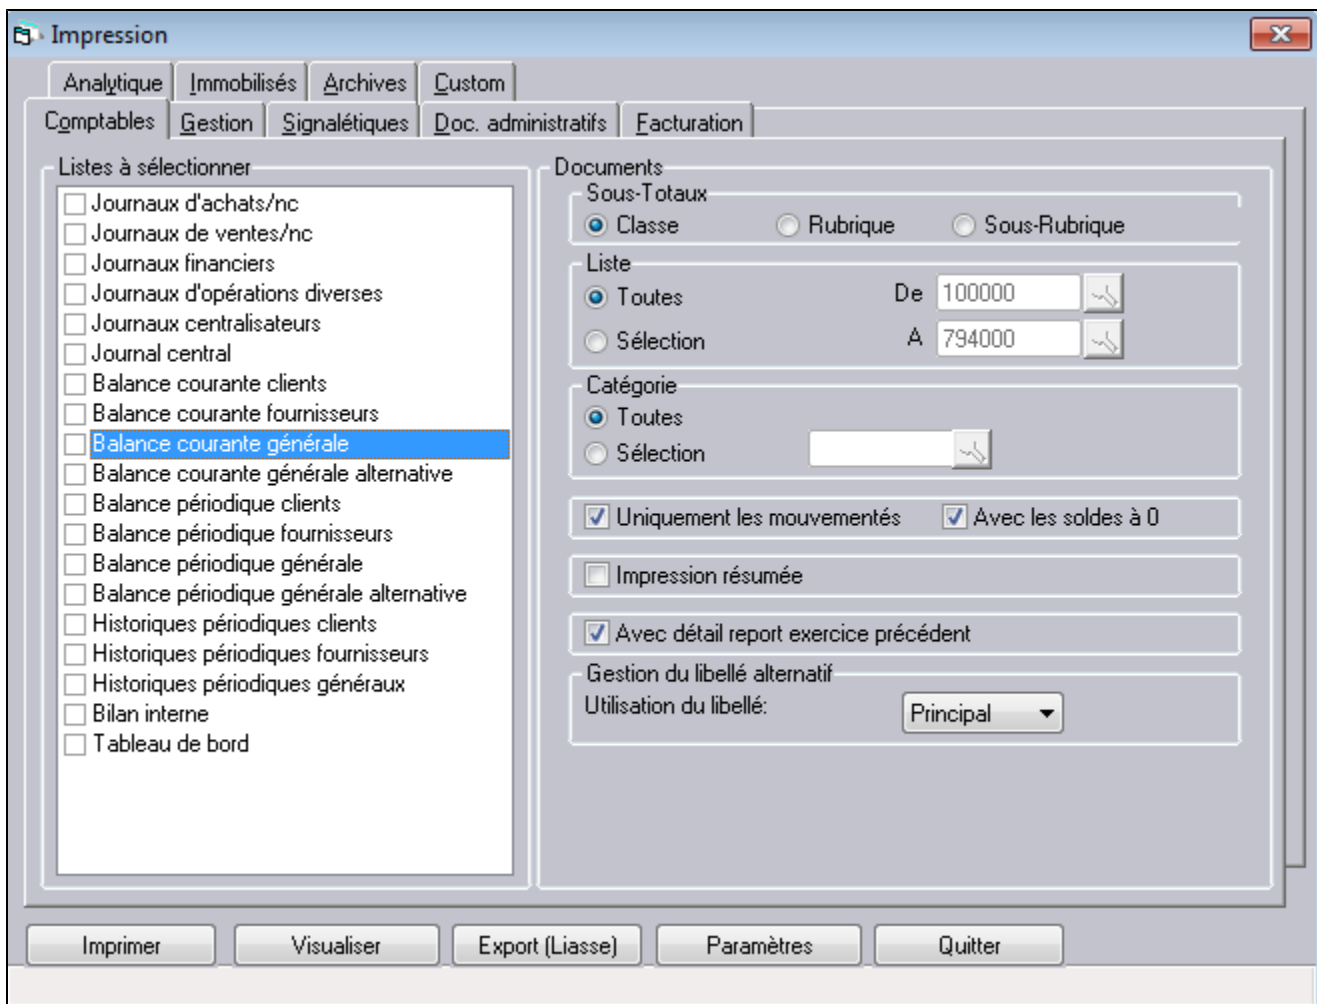 Impression
Analytique Immobilisés Archives Custom
Comptables Gestion Signalétiques Doc. administratifs Facturation
Listes à sélectionner
Journaux d'achats/nc
Journaux de ventes/nc
Journaux financiers
Journaux d'opérations diverses
Journaux centralisateurs
Journal central
Balance courante clients
Balance courante fournisseurs
Balance courante générale
Balance courante générale alternative
Balance périodique clients
Balance périodique fournisseurs
Balance périodique générale
Balance périodique générale alternative
Historiques périodiques clients
Historiques périodiques fournisseurs
Historiques périodiques généraux
Bilan interne
Tableau de bord
Documents
Sous-Totaux
Classe Rubrique Sous-Rubrique
Liste
Toutes De 100000
Sélection A 794000
Catégorie
Toutes
Sélection
Uniquement les mouvementés Avec les soldes à 0
Impression résumée
Avec détail report exercice précédent
Gestion du libellé alternatif
Utilisation du libellé: Principal
Imprimer Visualiser Export (Liasse) Paramètres Quitter